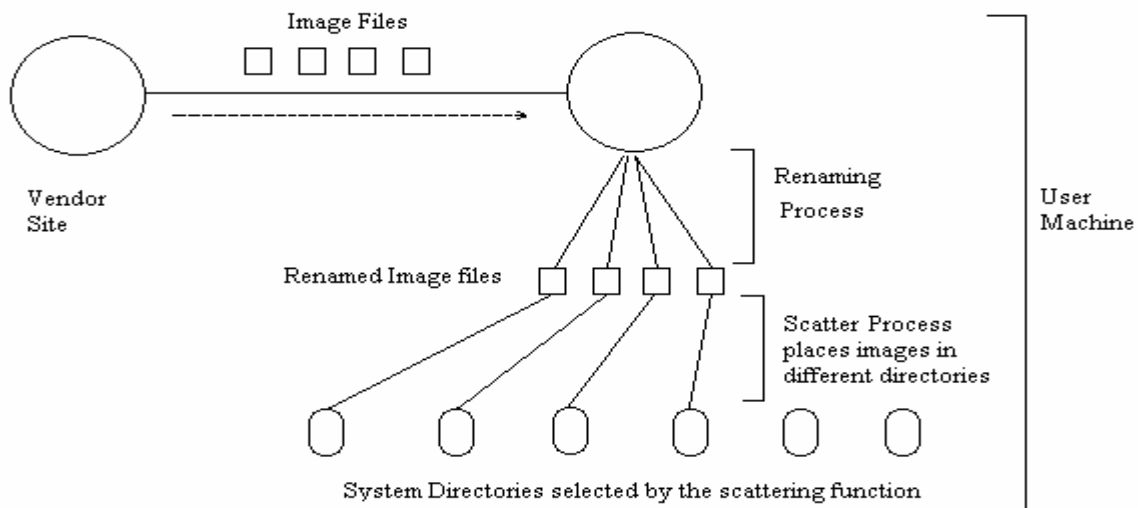 Image Files
Vendor
Site
Renaming
Process
User
Machine
Renamed Image files
Scatter Process
places images in
different directories
System Directories selected by the scattering function